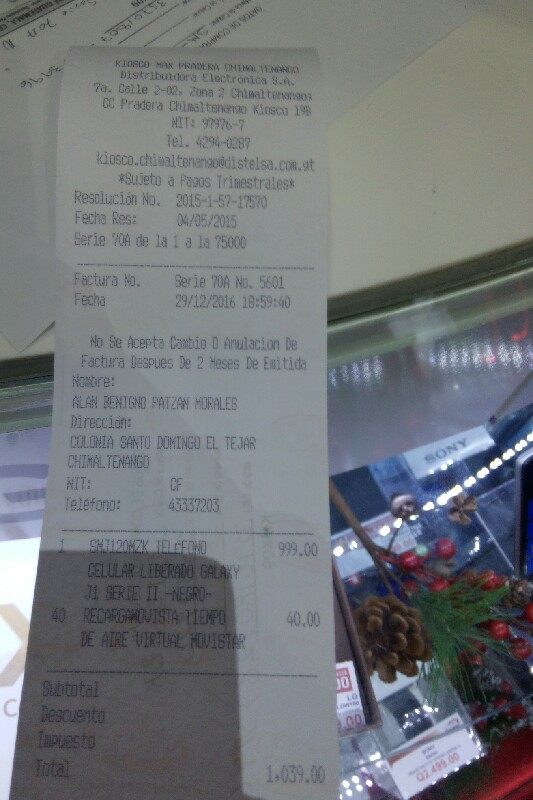 KIOSCO MAX PRADERA CHIMALTENANGO
Distribuidora Electrónica S.A.
7a. Calle 2-02, Zona 2 Chimaltenango;
CC Pradera Chimaltenango Kiosco 19B
NIT: 97976-7
Tel. 4294-0287
kiosco.chimaltenango@distelsa.com.gt
*Sujeto a Pagos Trimestrales*
Resolución No. 2015-1-57-17570
Fecha Res: 04/05/2015
Serie 70A de la 1 a la 75000
Factura No. Serie 70A No. 5601
Fecha 29/12/2016 18:59:40
No Se Acepta Cambio O Anulacion De
Factura Despues De 2 Meses De Emitida
Nombre:
ALAN BENIGNO PATZAN MORALES
Dirección:
COLONIA SANTO DOMINGO EL TEJAR
CHIMALTENANGO
NIT: CF
Teléfono: 43337203
1 SMJ120MZK TELEFONO 999.00
CELULAR LIBERADO GALAXY
J1 SERIE II.-NEGRO-
40 RECARGAMOVISTA TIEMPO 40.00
DE AIRE VIRTUAL MOVISTAR
Subtotal
Descuento
Impuesto
Total 1,039.00
SONY
LG
Q2,499.00